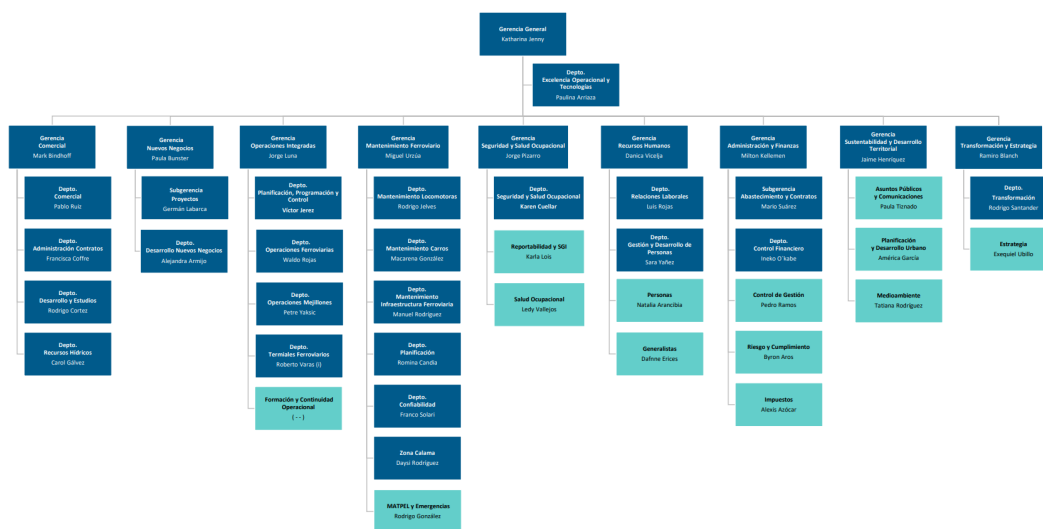 Gerencia General
Katharina Jenny
Depto.
Excelencia Operacional y
Tecnologías
Paulina Arriaza
Gerencia
Comercial
Mark Bindhoff
Depto.
Comercial
Pablo Ruiz
Depto.
Administración Contratos
Francisca Coffre
Depto.
Desarrollo y Estudios
Rodrigo Cortez
Depto.
Recursos Hídricos
Carol Gálvez
Gerencia
Nuevos Negocios
Paula Bunster
Subgerencia
Proyectos
Germán Labarca
Depto.
Desarrollo Nuevos Negocios
Alejandra Armijo
Gerencia
Operaciones Integradas
Jorge Luna
Depto.
Planificación, Programación y
Control
Víctor Jerez
Depto.
Operaciones Ferroviarias
Waldo Rojas
Depto.
Operaciones Mejillones
Petre Yaksic
Depto.
Termiales Ferroviarios
Roberto Varas (i)
Formación y Continuidad
Operacional
( - - )
Gerencia
Mantenimiento Ferroviario
Miguel Urzúa
Depto.
Mantenimiento Locomotoras
Rodrigo Jelves
Depto.
Mantenimiento Carros
Macarena González
Depto.
Mantenimiento
Infraestructura Ferroviaria
Manuel Rodríguez
Depto.
Planificación
Romina Candia
Depto.
Confiabilidad
Franco Solari
Zona Calama
Daysi Rodríguez
MATPEL y Emergencias
Rodrigo González
Gerencia
Seguridad y Salud Ocupacional
Jorge Pizarro
Depto.
Seguridad y Salud Ocupacional
Karen Cuellar
Reportabilidad y SGI
Karla Lois
Salud Ocupacional
Ledy Vallejos
Gerencia
Recursos Humanos
Danica Vicelja
Depto.
Relaciones Laborales
Luis Rojas
Depto.
Gestión y Desarrollo de
Personas
Sara Yañez
Personas
Natalia Arancibia
Generalistas
Dafnne Erices
Gerencia
Administración y Finanzas
Milton Kellemen
Subgerencia
Abastecimiento y Contratos
Mario Suárez
Depto.
Control Financiero
Ineko O´kabe
Control de Gestión
Pedro Ramos
Riesgo y Cumplimiento
Byron Aros
Impuestos
Alexis Azócar
Gerencia
Sustentabilidad y Desarrollo
Territorial
Jaime Henríquez
Asuntos Públicos
y Comunicaciones
Paula Tiznado
Planificación
y Desarrollo Urbano
América García
Medioambiente
Tatiana Rodríguez
Gerencia
Transformación y Estrategia
Ramiro Blanch
Depto.
Transformación
Rodrigo Santander
Estrategia
Exequiel Ubillo